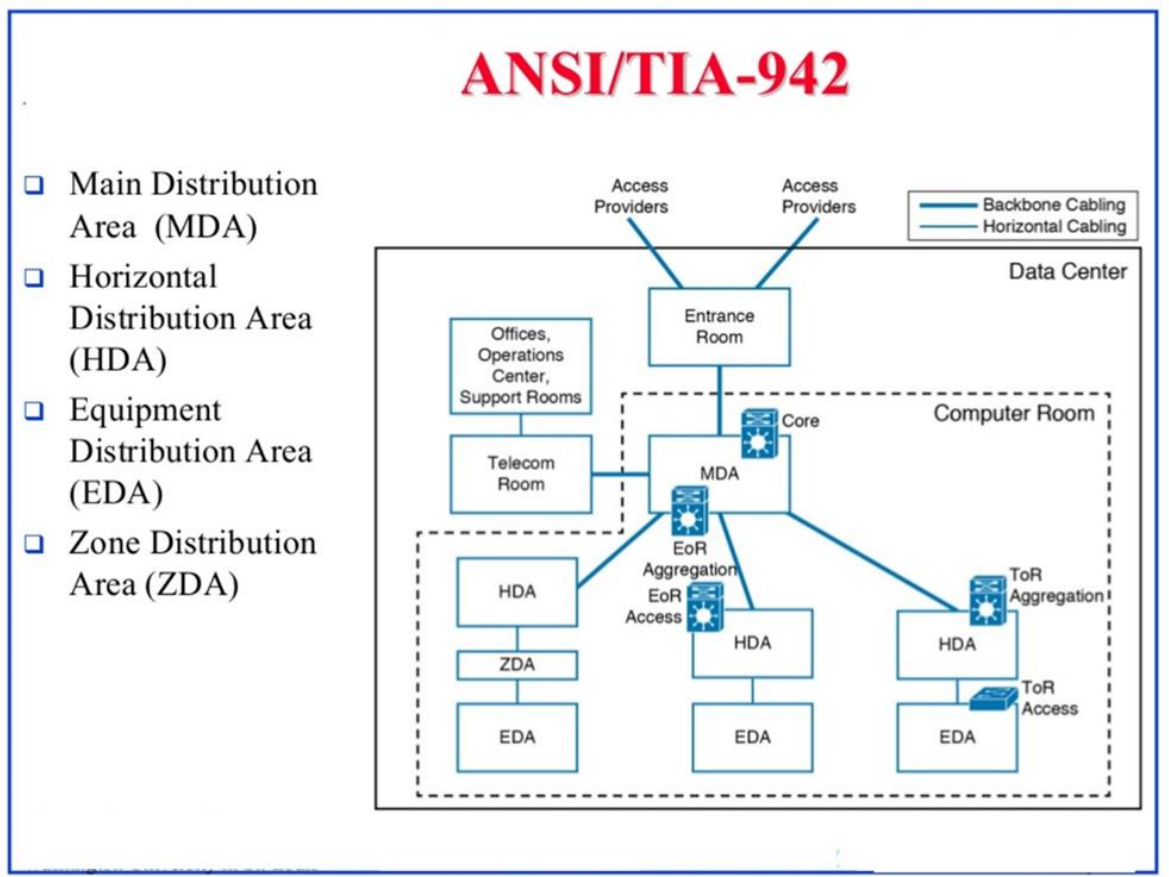 ANSI/TIA-942
Main Distribution
Area (MDA)
Horizontal
Distribution Area
(HDA)
Equipment
Distribution Area
(EDA)
Zone Distribution
Area (ZDA)
Access
Providers
Access
Providers
Backbone Cabling
Horizontal Cabling
Data Center
Entrance
Room
Offices,
Operations
Center,
Support Rooms
Computer Room
Core
Telecom
Room
MDA
EoR
Aggregation
EoR
Access
ToR
Aggregation
HDA
HDA
HDA
ZDA
ToR
Access
EDA
EDA
EDA